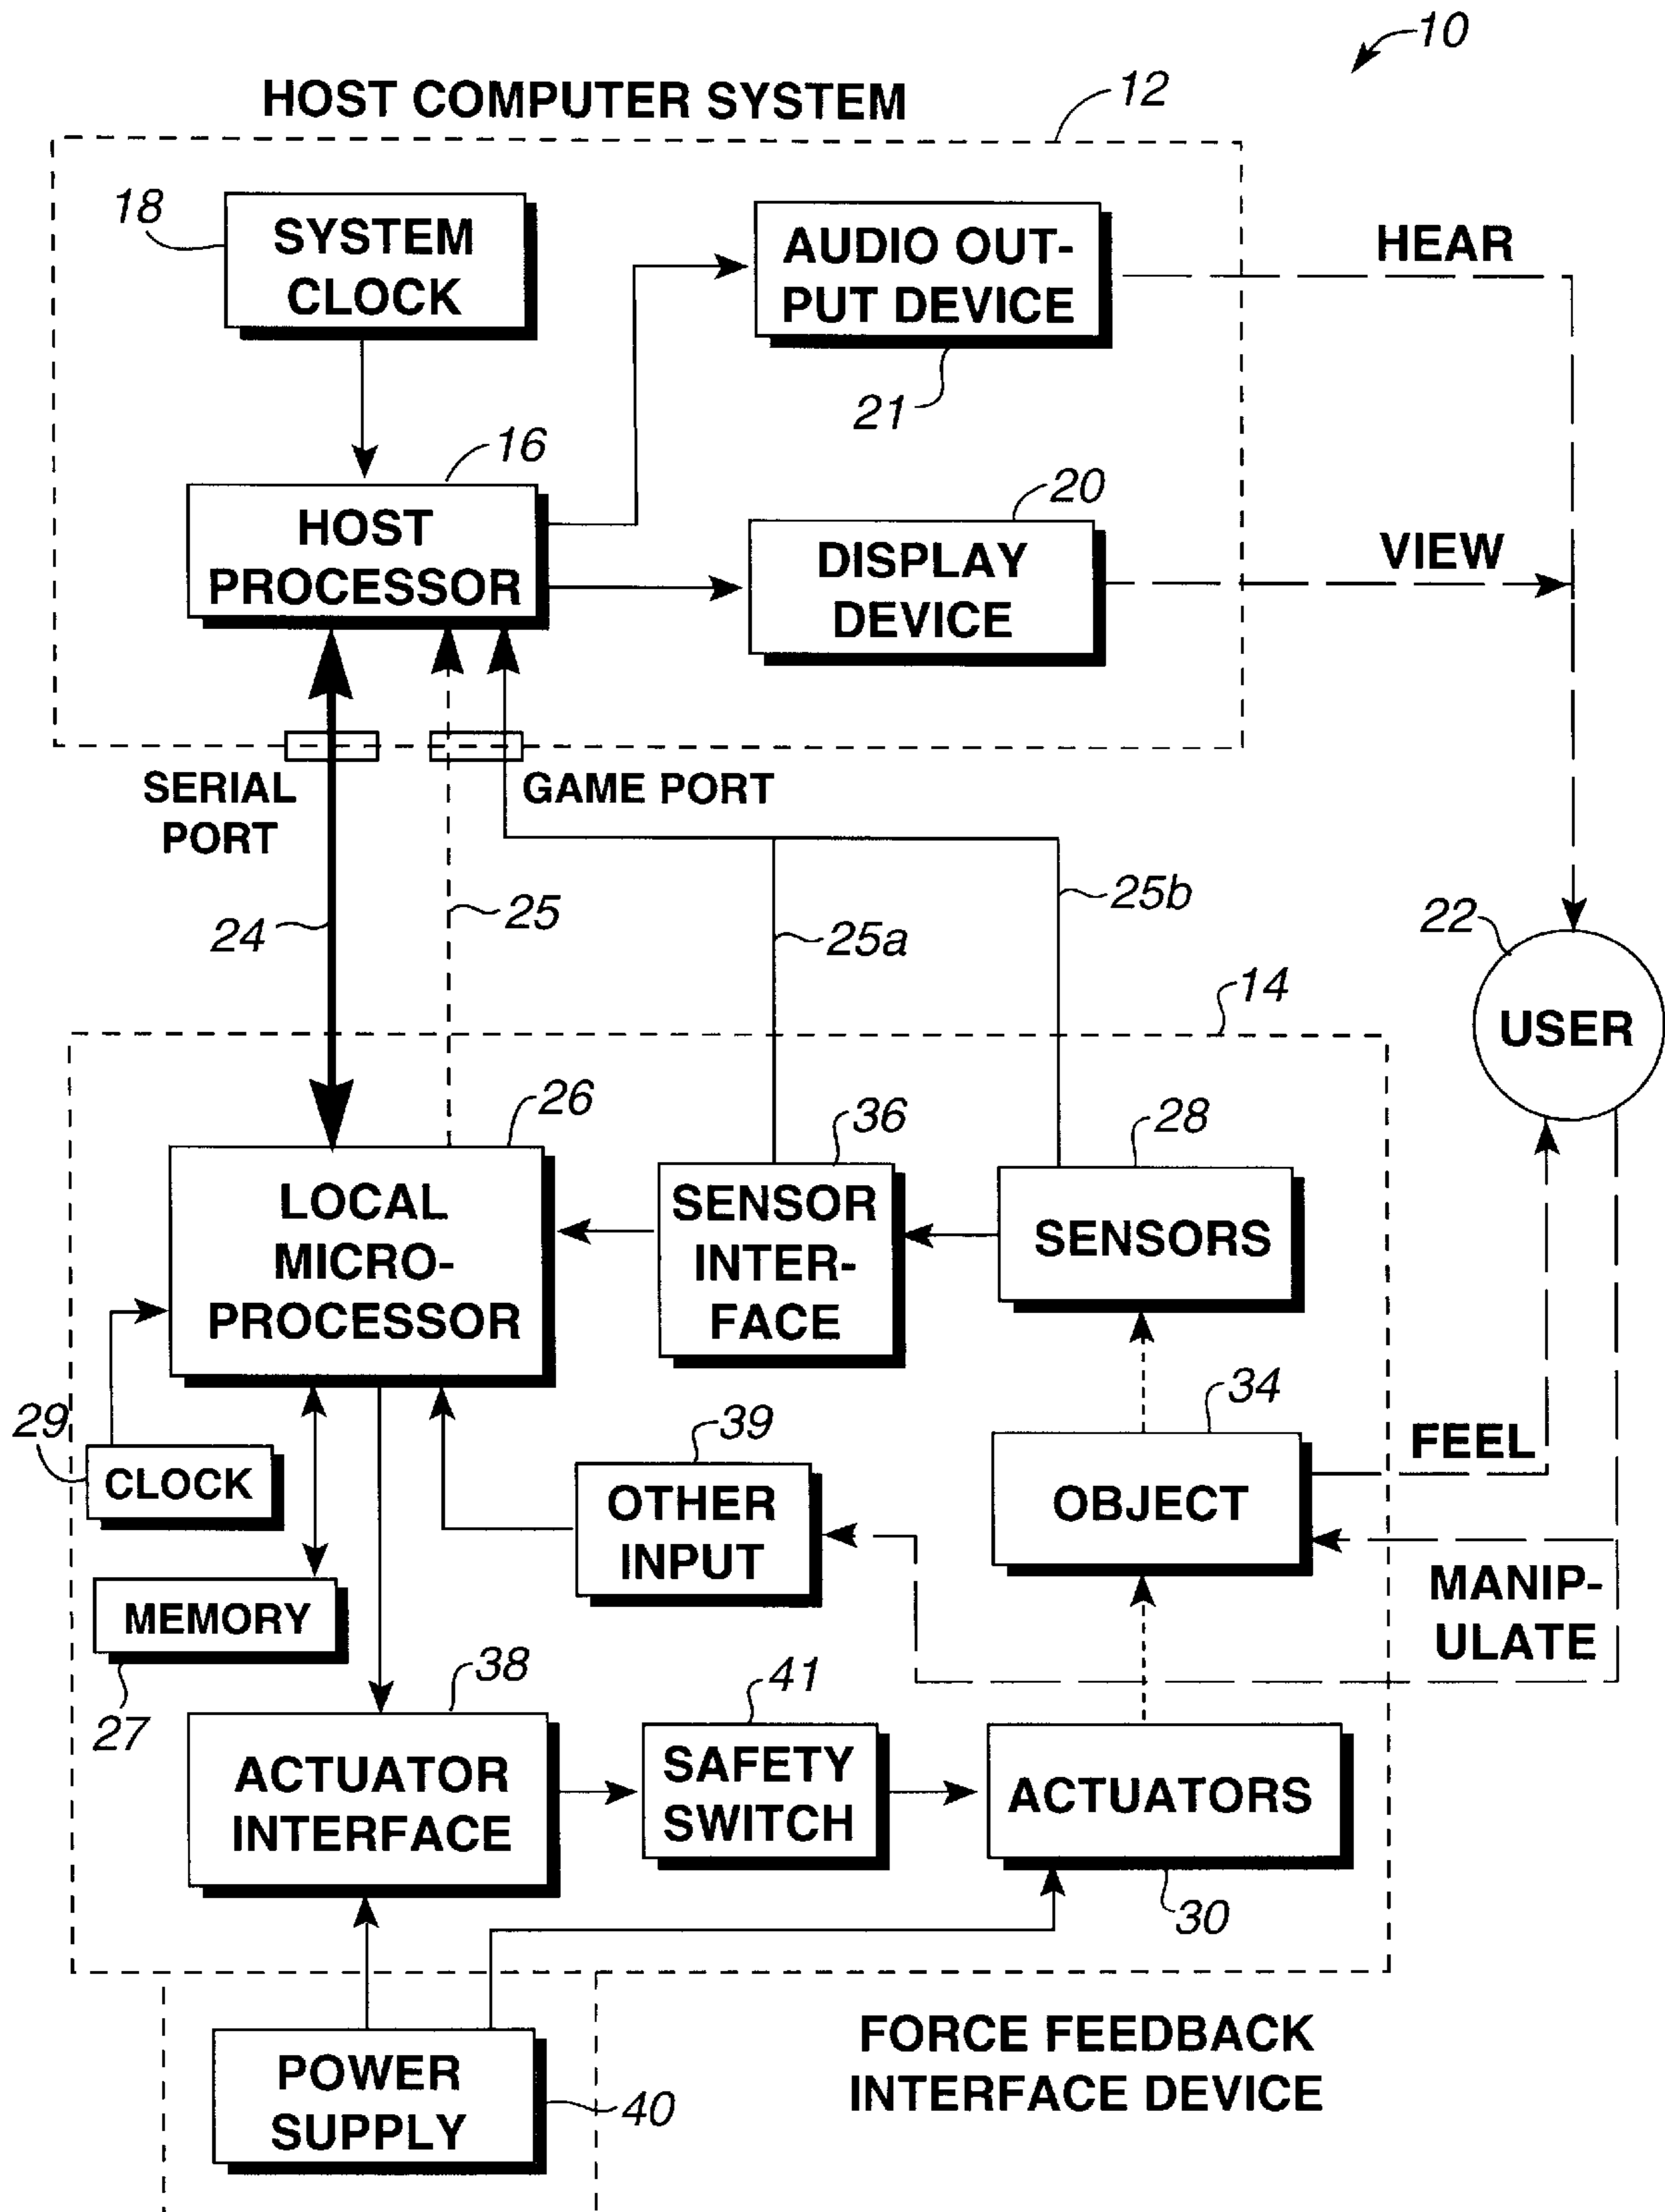 10
HOST COMPUTER SYSTEM
12
18
SYSTEM
CLOCK
AUDIO OUT-
PUT DEVICE
21
HEAR
16
HOST
PROCESSOR
20
DISPLAY
DEVICE
VIEW
SERIAL
PORT
GAME PORT
24
25
25a
25b
22
USER
14
26
LOCAL
MICRO-
PROCESSOR
36
SENSOR
INTER-
FACE
28
SENSORS
29
CLOCK
39
OTHER
INPUT
34
OBJECT
FEEL
MANIP-
ULATE
MEMORY
27
38
ACTUATOR
INTERFACE
41
SAFETY
SWITCH
ACTUATORS
30
POWER
SUPPLY
40
FORCE FEEDBACK
INTERFACE DEVICE